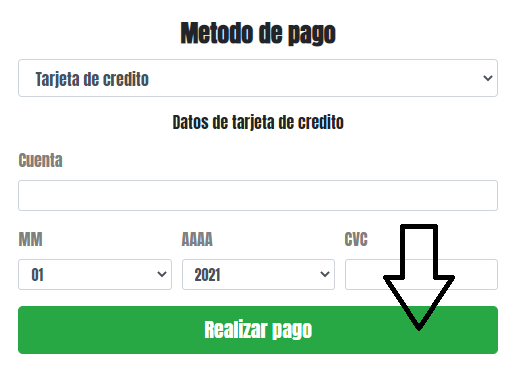 Metodo de pago
Tarjeta de credito
Datos de tarjeta de credito
Cuenta
MM AAAA CVC
01 2021
Realizar pago